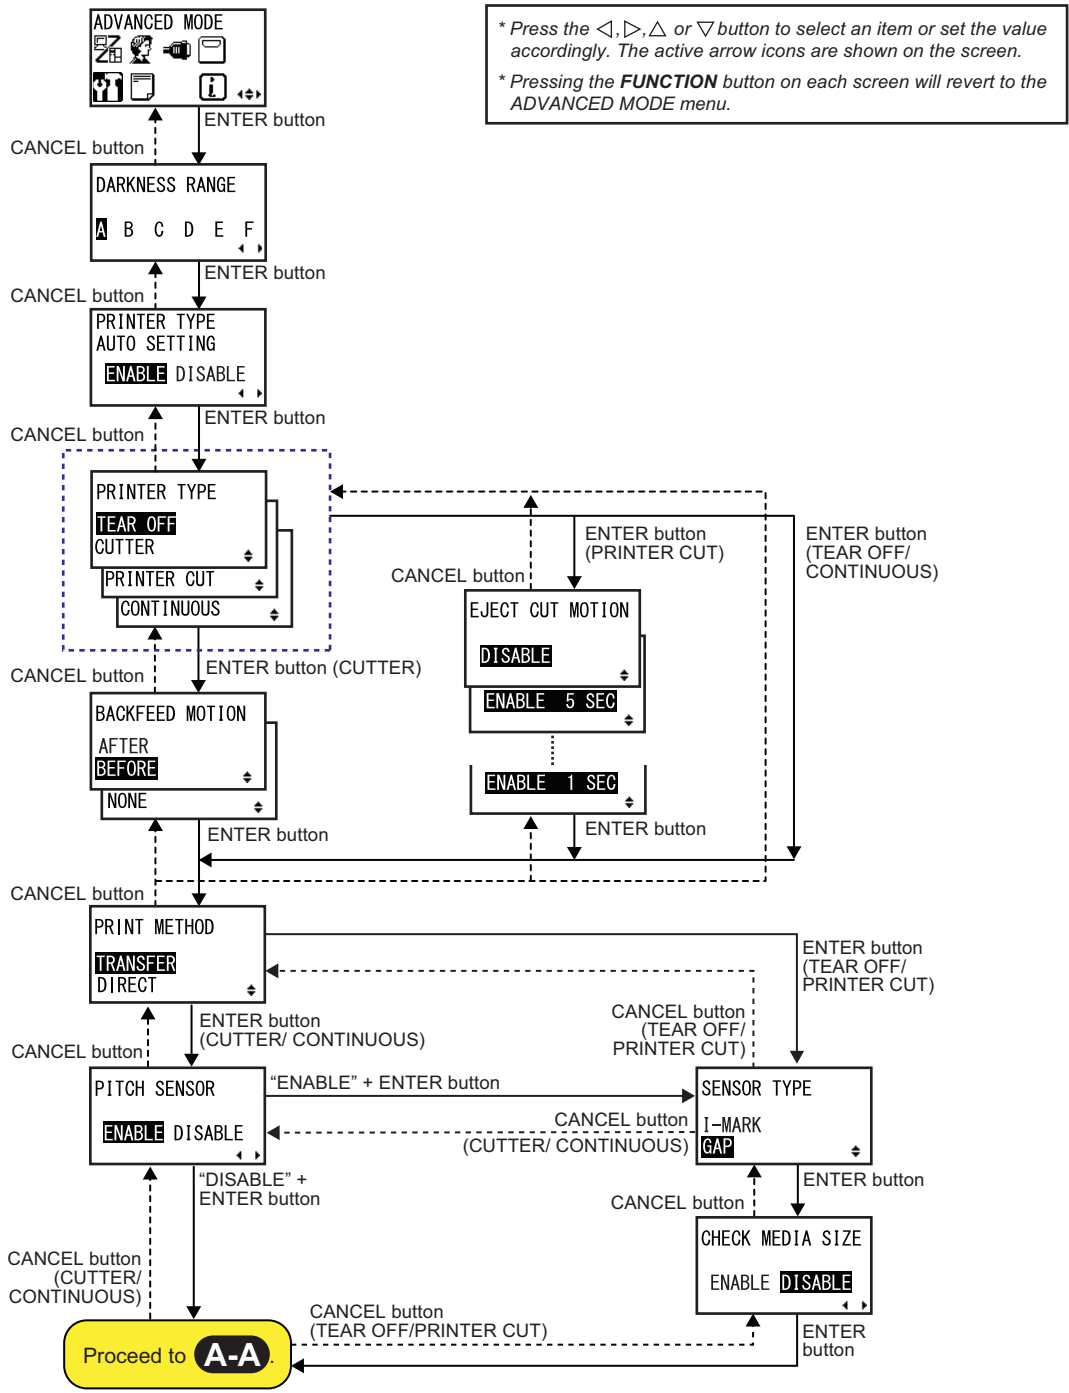 ADVANCED MODE
i
* Press the ◁, ▷, △ or ▽ button to select an item or set the value
accordingly. The active arrow icons are shown on the screen.
* Pressing the FUNCTION button on each screen will revert to the
ADVANCED MODE menu.
ENTER button
CANCEL button
DARKNESS RANGE
A B C D E F
ENTER button
CANCEL button
PRINTER TYPE
AUTO SETTING
ENABLE DISABLE
ENTER button
CANCEL button
PRINTER TYPE
TEAR OFF
CUTTER
PRINTER CUT
CONTINUOUS
ENTER button
(PRINTER CUT)
ENTER button
(TEAR OFF/
CONTINUOUS)
CANCEL button
EJECT CUT MOTION
DISABLE
ENABLE 5 SEC
ENABLE 1 SEC
ENTER button
ENTER button (CUTTER)
CANCEL button
BACKFEED MOTION
AFTER
BEFORE
NONE
ENTER button
CANCEL button
PRINT METHOD
TRANSFER
DIRECT
ENTER button
(TEAR OFF/
PRINTER CUT)
CANCEL button
(TEAR OFF/
PRINTER CUT)
ENTER button
(CUTTER/ CONTINUOUS)
CANCEL button
PITCH SENSOR
ENABLE DISABLE
“ENABLE” + ENTER button
CANCEL button
(CUTTER/ CONTINUOUS)
SENSOR TYPE
I-MARK
GAP
“DISABLE” +
ENTER button
ENTER button
CANCEL button
CHECK MEDIA SIZE
ENABLE DISABLE
CANCEL button
(CUTTER/
CONTINUOUS)
CANCEL button
(TEAR OFF/PRINTER CUT)
ENTER
button
Proceed to A-A.